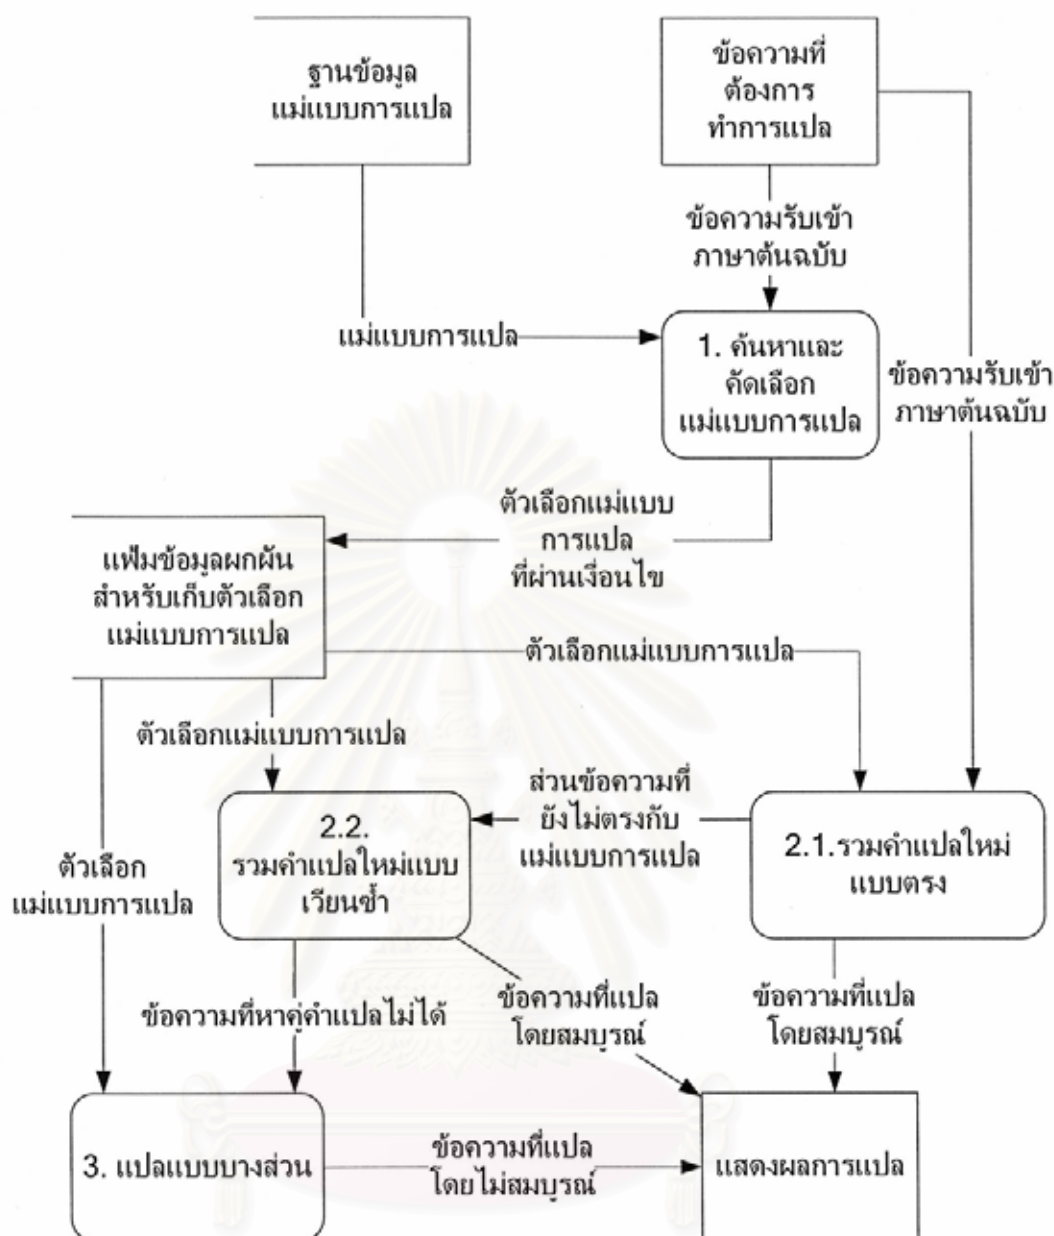 ฐานข้อมูล
แม่แบบการแปล
ข้อความที่
ต้องการ
ทำการแปล
ข้อความรับเข้า
ภาษาต้นฉบับ
แม่แบบการแปล
1. ค้นหาและ
คัดเลือก
แม่แบบการแปล
ข้อความรับเข้า
ภาษาต้นฉบับ
ตัวเลือกแม่แบบ
การแปล
ที่ผ่านเงื่อนไข
แฟ้มข้อมูลผกผัน
สำหรับเก็บตัวเลือก
แม่แบบการแปล
ตัวเลือกแม่แบบการแปล
ตัวเลือกแม่แบบการแปล
ส่วนข้อความที่
ยังไม่ตรงกับ
แม่แบบการแปล
2.2.
รวมคำแปลใหม่แบบ
เวียนซ้ำ
2.1.รวมคำแปลใหม่
แบบตรง
ตัวเลือก
แม่แบบการแปล
ข้อความที่หาคู่คำแปลไม่ได้
ข้อความที่แปล
โดยสมบูรณ์
ข้อความที่แปล
โดยสมบูรณ์
3. แปลแบบบางส่วน
ข้อความที่แปล
โดยไม่สมบูรณ์
แสดงผลการแปล